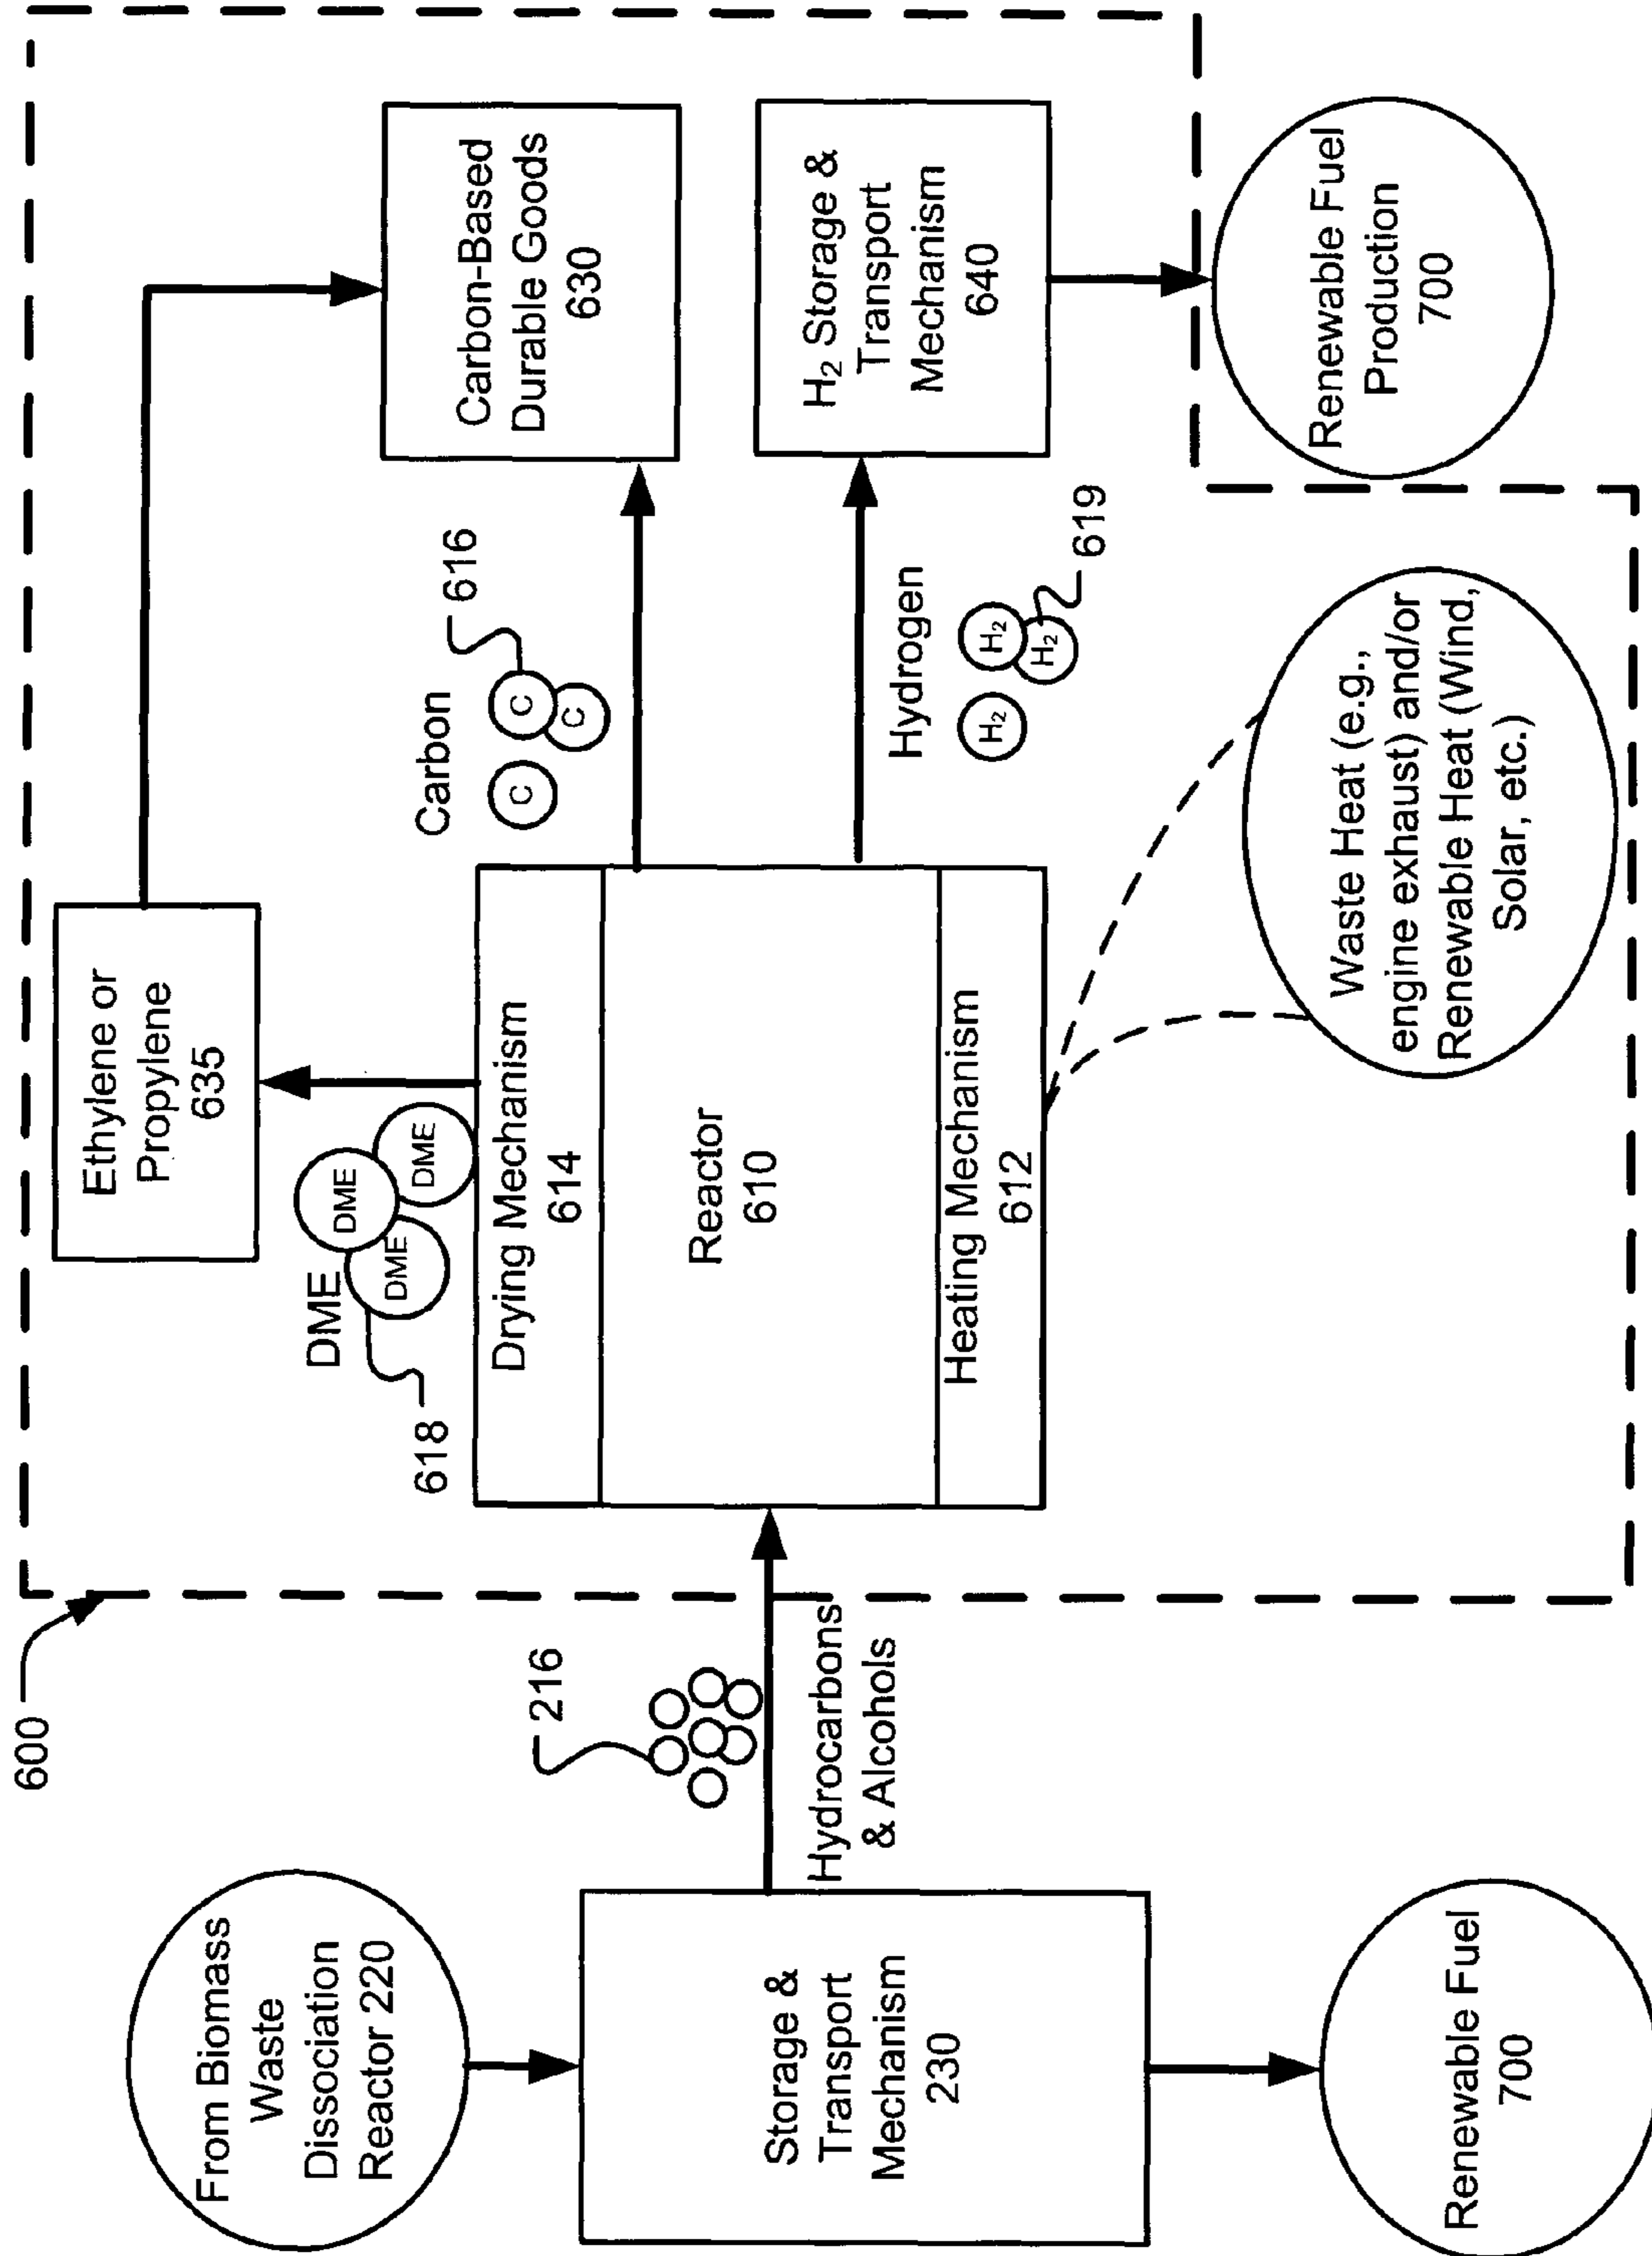 600
From Biomass
Waste
Dissociation
Reactor 220
Storage &
Transport
Mechanism
230
Renewable Fuel
700
216
Hydrocarbons
& Alcohols
Ethylene or
Propylene
635
DME
DME
DME
DME
618
Drying Mechanism
614
Reactor
610
Heating Mechanism
612
Carbon
C
C
C
616
Hydrogen
H₂
H₂
H₂
619
Carbon-Based
Durable Goods
630
H₂ Storage &
Transport
Mechanism
640
Renewable Fuel
Production
700
Waste Heat (e.g.,
engine exhaust) and/or
Renewable Heat (Wind,
Solar, etc.)